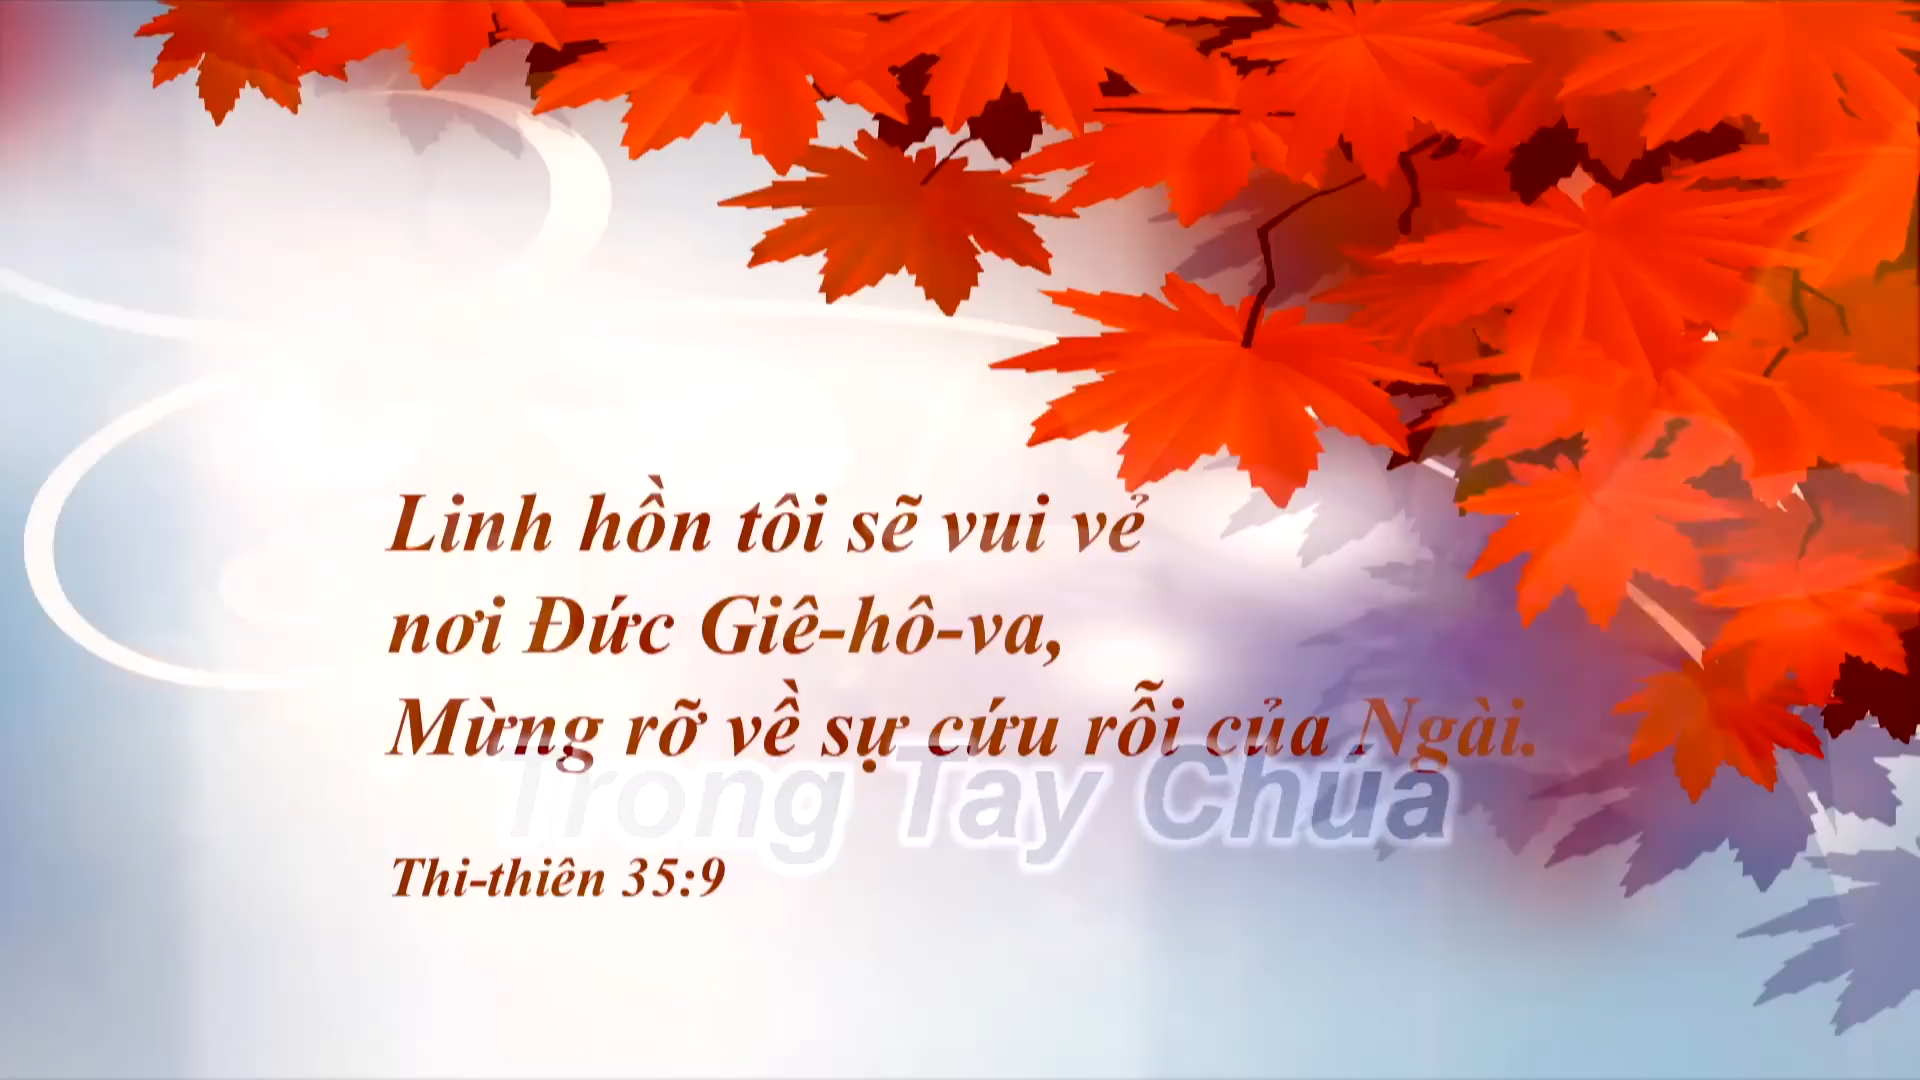 Linh hồn tôi sẽ vui vẻ
nơi Đức Giê-hô-va,
Mừng rỡ về sự cứu rỗi của Ngài.
Trong Tay Chúa
Thi-thiên 35:9